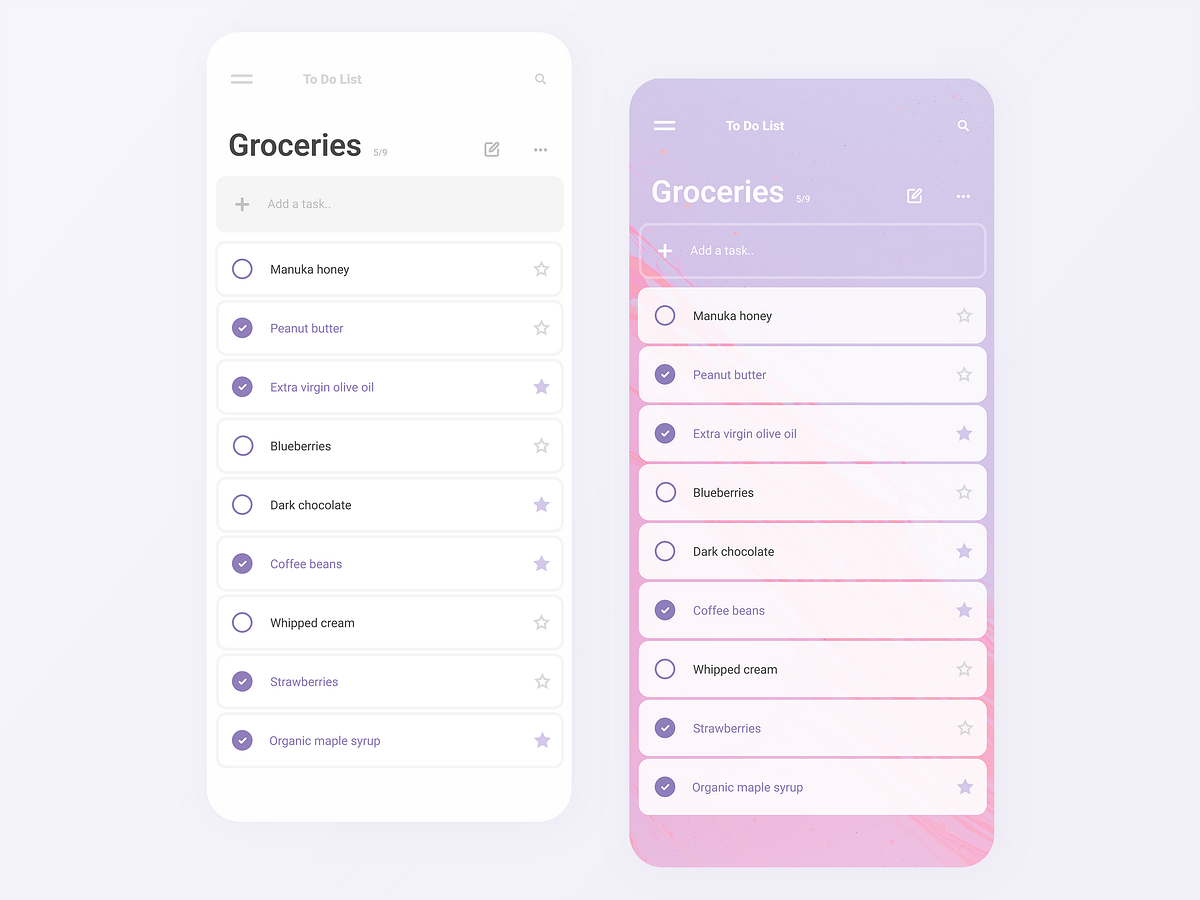 To Do List
Groceries 5/9
Add a task..
Manuka honey
Peanut butter
Extra virgin olive oil
Blueberries
Dark chocolate
Coffee beans
Whipped cream
Strawberries
Organic maple syrup
To Do List
Groceries 5/9
Add a task..
Manuka honey
Peanut butter
Extra virgin olive oil
Blueberries
Dark chocolate
Coffee beans
Whipped cream
Strawberries
Organic maple syrup